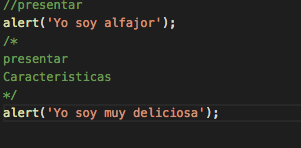 //presentar
alert('Yo soy alfajor');
/*
presentar
Caracteristicas
*/
alert('Yo soy muy deliciosa');